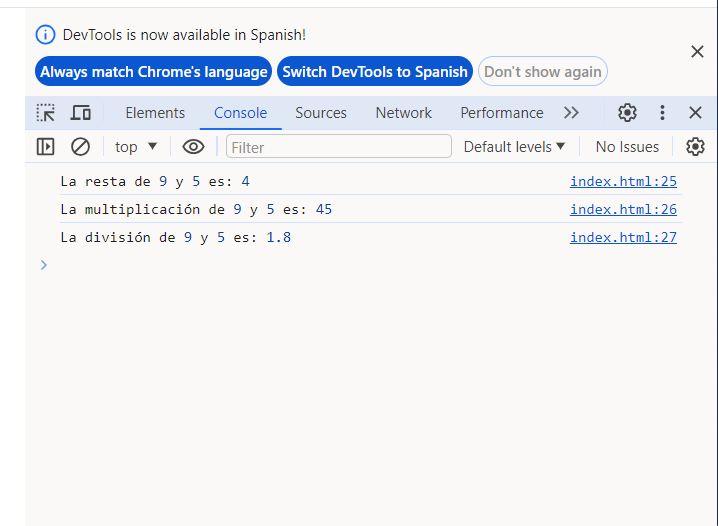 DevTools is now available in Spanish!
Always match Chrome's language Switch DevTools to Spanish Don't show again
Elements Console Sources Network Performance
top Filter Default levels No Issues
La resta de 9 y 5 es: 4 index.html:25
La multiplicación de 9 y 5 es: 45 index.html:26
La división de 9 y 5 es: 1.8 index.html:27